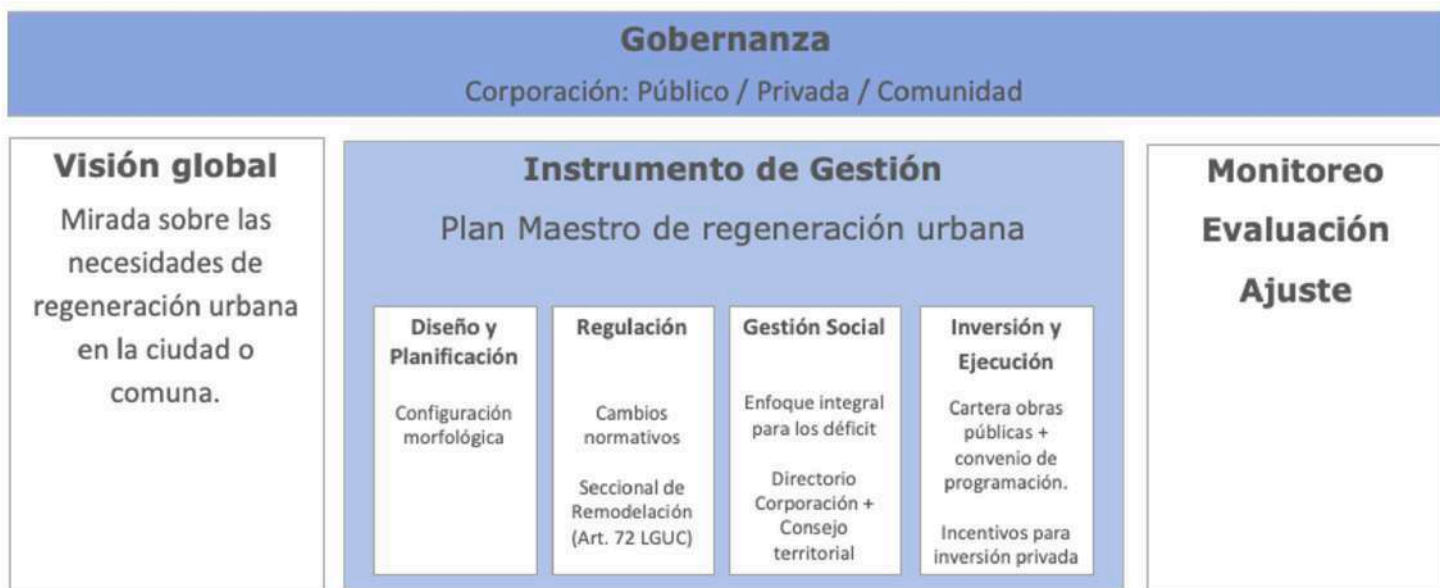 Gobernanza
Corporación: Público / Privada / Comunidad
Visión global
Mirada sobre las
necesidades de
regeneración urbana
en la ciudad o
comuna.
Instrumento de Gestión
Plan Maestro de regeneración urbana
Diseño y
Planificación
Configuración
morfológica
Regulación
Cambios
normativos
Seccional de
Remodelación
(Art. 72 LGUC)
Gestión Social
Enfoque integral
para los déficit
Directorio
Corporación +
Consejo
territorial
Inversión y
Ejecución
Cartera obras
públicas +
convenio de
programación.
Incentivos para
inversión privada
Monitoreo
Evaluación
Ajuste